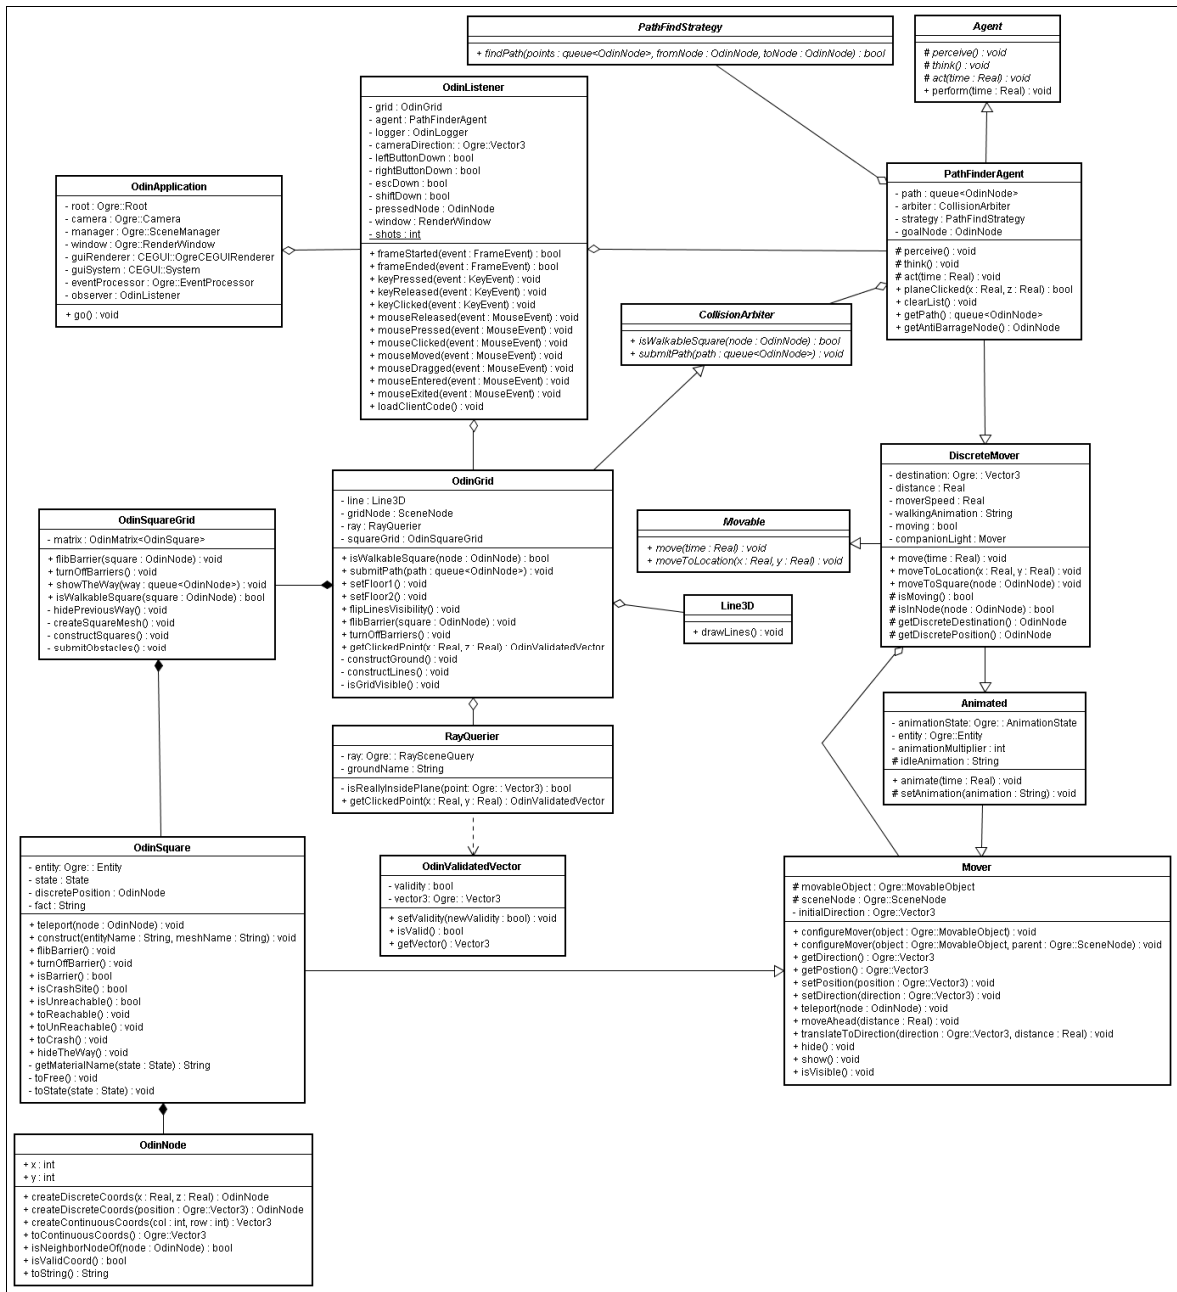 PathFindStrategy
+ findPath(points : queue<OdinNode>, fromNode : OdinNode, toNode : OdinNode) : bool
Agent
# perceive() : void
# think() : void
# act(time : Real) : void
+ perform(time : Real) : void
OdinListener
- grid : OdinGrid
- agent : PathFinderAgent
- logger : OdinLogger
- cameraDirection: : Ogre::Vector3
- leftButtonDown : bool
- rightButtonDown : bool
- escDown : bool
- shiftDown : bool
- pressedNode : OdinNode
- window : RenderWindow
- shots : int
+ frameStarted(event : FrameEvent) : bool
+ frameEnded(event : FrameEvent) : bool
+ keyPressed(event : KeyEvent) : void
+ keyReleased(event : KeyEvent) : void
+ keyClicked(event : KeyEvent) : void
+ mouseReleased(event : MouseEvent) : void
+ mousePressed(event : MouseEvent) : void
+ mouseClicked(event : MouseEvent) : void
+ mouseMoved(event : MouseEvent) : void
+ mouseDragged(event : MouseEvent) : void
+ mouseEntered(event : MouseEvent) : void
+ mouseExited(event : MouseEvent) : void
+ loadClientCode() : void
OdinApplication
- root : Ogre::Root
- camera : Ogre::Camera
- manager : Ogre::SceneManager
- window : Ogre::RenderWindow
- guiRenderer : CEGUI::OgreCEGUIRenderer
- guiSystem : CEGUI::System
- eventProcessor : Ogre::EventProcessor
- observer : OdinListener
+ go() : void
PathFinderAgent
- path : queue<OdinNode>
- arbiter : CollisionArbiter
- strategy : PathFindStrategy
- goalNode : OdinNode
# perceive() : void
# think() : void
# act(time : Real) : void
+ planeClicked(x : Real, z : Real) : bool
+ clearList() : void
+ getPath() : queue<OdinNode>
+ getAntiBarrageNode() : OdinNode
CollisionArbiter
+ isWalkableSquare(node : OdinNode) : bool
+ submitPath(path : queue<OdinNode>) : void
OdinGrid
- line : Line3D
- gridNode : SceneNode
- ray : RayQuerier
- squareGrid : OdinSquareGrid
+ isWalkableSquare(node : OdinNode) : bool
+ submitPath(path : queue<OdinNode>) : void
+ setFloor1() : void
+ setFloor2() : void
+ flipLinesVisibility() : void
+ flibBarrier(square : OdinNode) : void
+ turnOffBarriers() : void
+ getClickedPoint(x : Real, z : Real) : OdinValidatedVector
- constructGround() : void
- constructLines() : void
- isGridVisible() : void
DiscreteMover
- destination: Ogre: : Vector3
- distance : Real
- moverSpeed : Real
- walkingAnimation : String
- moving : bool
- companionLight : Mover
+ move(time : Real) : void
+ moveToLocation(x : Real, y : Real) : void
+ moveToSquare(node : OdinNode) : void
# isMoving() : bool
# isInNode(node : OdinNode) : bool
# getDiscreteDestination() : OdinNode
# getDiscretePosition() : OdinNode
OdinSquareGrid
- matrix : OdinMatrix<OdinSquare>
+ flibBarrier(square : OdinNode) : void
+ turnOffBarriers() : void
+ showTheWay(way : queue<OdinNode>) : void
+ isWalkableSquare(square : OdinNode) : bool
- hidePreviousWay() : void
- createSquareMesh() : void
- constructSquares() : void
- submitObstacles() : void
Movable
+ move(time : Real) : void
+ moveToLocation(x : Real, y : Real) : void
Line3D
+ drawLines() : void
Animated
- animationState: Ogre: : AnimationState
- entity : Ogre::Entity
- animationMultiplier : int
# idleAnimation : String
+ animate(time : Real) : void
# setAnimation(animation : String) : void
RayQuerier
- ray: Ogre: : RaySceneQuery
- groundName : String
- isReallyInsidePlane(point: Ogre: : Vector3) : bool
+ getClickedPoint(x : Real, y : Real) : OdinValidatedVector
OdinSquare
- entity: Ogre: : Entity
- state : State
- discretePosition : OdinNode
- fact : String
+ teleport(node : OdinNode) : void
+ construct(entityName : String, meshName : String) : void
+ flibBarrier() : void
+ turnOffBarrier() : void
+ isBarrier() : bool
+ isCrashSite() : bool
+ isUnreachable() : bool
+ toReachable() : void
+ toUnReachable() : void
+ toCrash() : void
+ hideTheWay() : void
- getMaterialName(state : State) : String
- toFree() : void
- toState(state : State) : void
OdinValidatedVector
- validity : bool
- vector3: Ogre: : Vector3
+ setValidity(newValidity : bool) : void
+ isValid() : bool
+ getVector() : Vector3
Mover
# movableObject : Ogre::MovableObject
# sceneNode : Ogre::SceneNode
- initialDirection : Ogre::Vector3
+ configureMover(object : Ogre::MovableObject) : void
+ configureMover(object : Ogre::MovableObject, parent : Ogre::SceneNode) : void
+ getDirection() : Ogre::Vector3
+ getPostion() : Ogre::Vector3
+ setPosition(position : Ogre::Vector3) : void
+ setDirection(direction : Ogre::Vector3) : void
+ teleport(node : OdinNode) : void
+ moveAhead(distance : Real) : void
+ translateToDirection(direction : Ogre::Vector3, distance : Real) : void
+ hide() : void
+ show() : void
+ isVisible() : void
OdinNode
+ x : int
+ y : int
+ createDiscreteCoords(x : Real, z : Real) : OdinNode
+ createDiscreteCoords(position : Ogre::Vector3) : OdinNode
+ createContinuousCoords(col : int, row : int) : Vector3
+ toContinuousCoords() : Ogre::Vector3
+ isNeighborNodeOf(node : OdinNode) : bool
+ isValidCoord() : bool
+ toString() : String